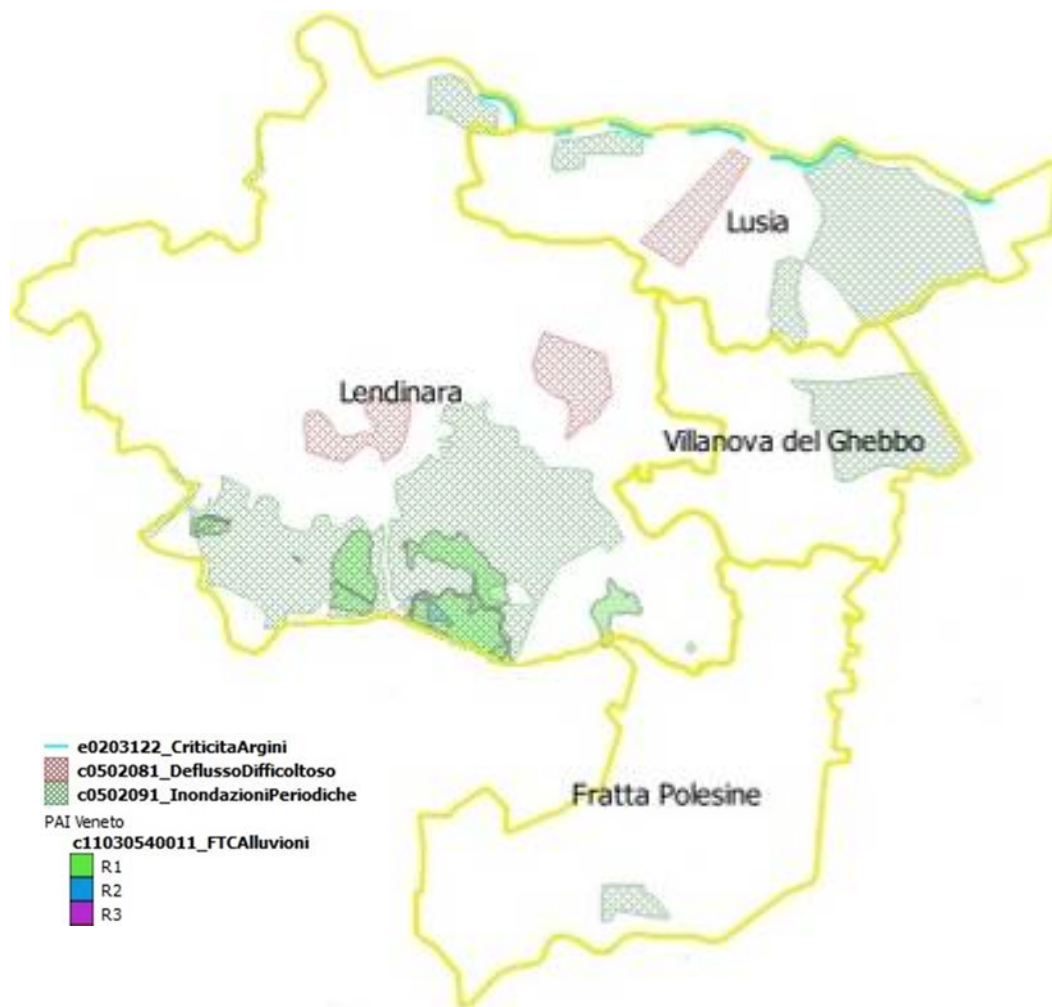 Lusia
Lendinara
Villanova del Ghebbo
e0203122_CriticitaArgini
c0502081_DeflussoDifficoltoso
c0502091_InondazioniPeriodiche
Fratta Polesine
PAI Veneto
c11030540011_FTCAlluvioni
R1
R2
R3